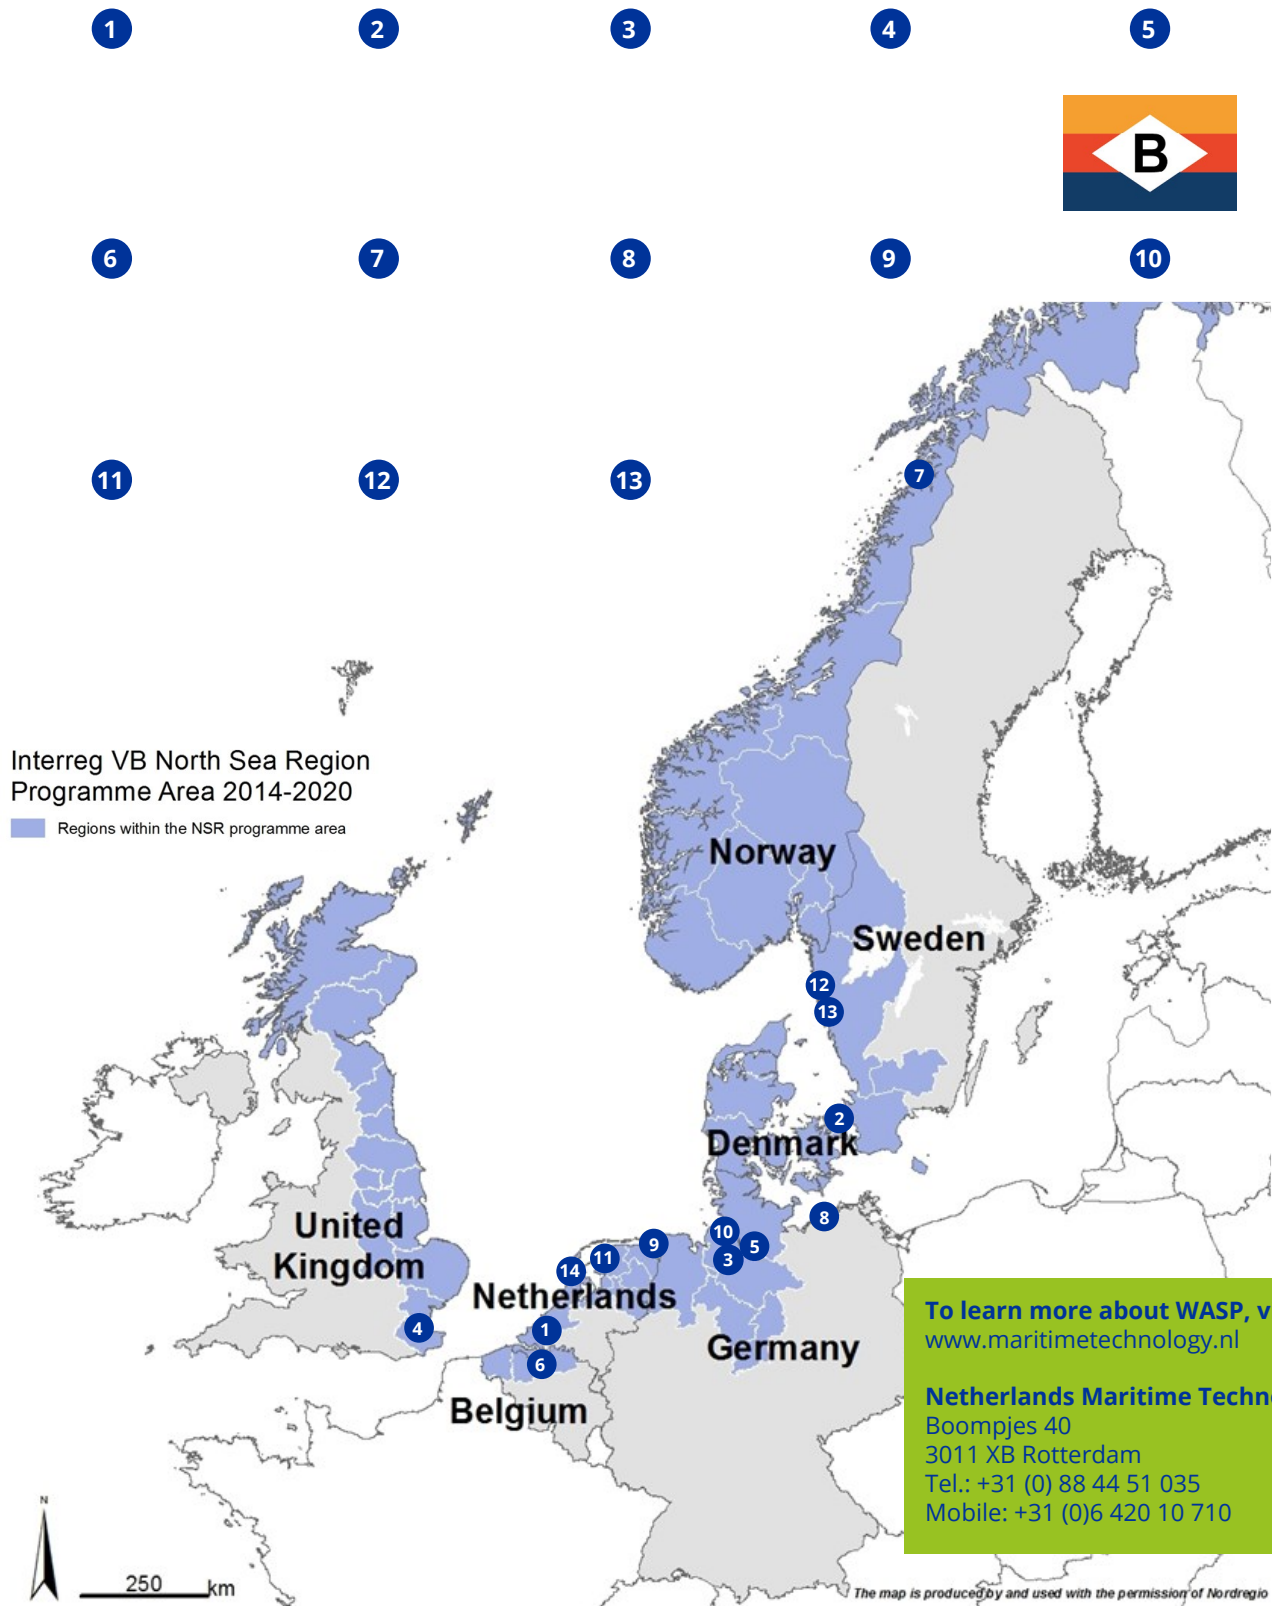 1 2 3 4 5
B
6 7 8 9 10
11 12 13
7
Interreg VB North Sea Region
Programme Area 2014-2020
Regions within the NSR programme area
Norway
Sweden
12
13
2
Denmark
8
United
Kingdom
10
9
5
11
3
14
Netherlands
4
1
Germany
6
Belgium
To learn more about WASP, v
www.maritimetechnology.nl
Netherlands Maritime Techn
Boompjes 40
3011 XB Rotterdam
Tel.: +31 (0) 88 44 51 035
Mobile: +31 (0)6 420 10 710
N
250 km
The map is produced by and used with the permission of Nordregio